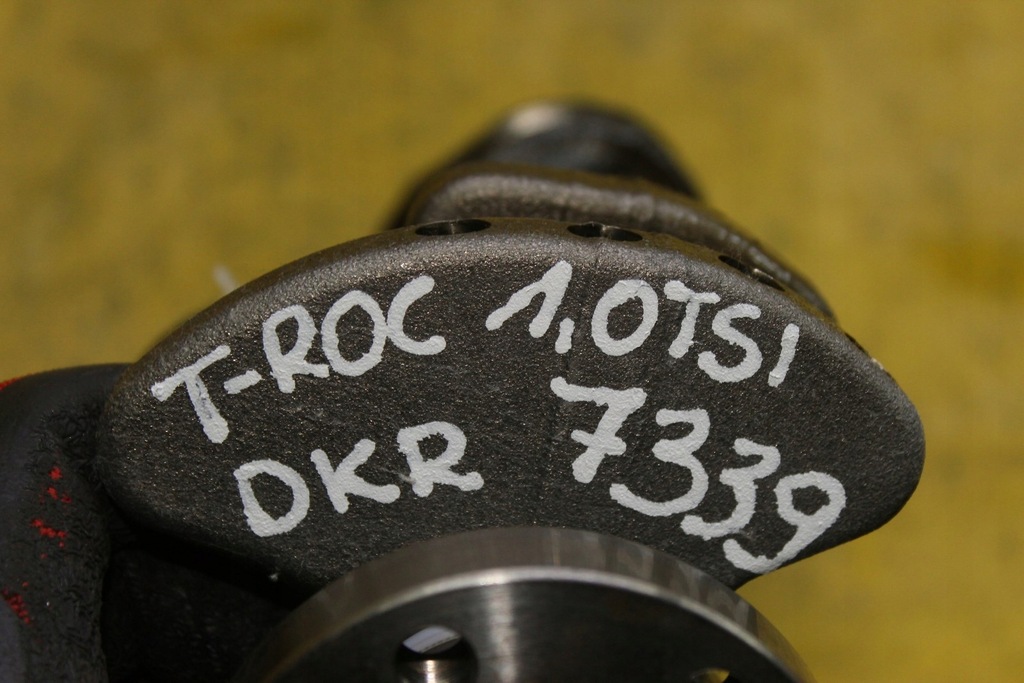 T-ROC 1,0TSI
DKR 7339